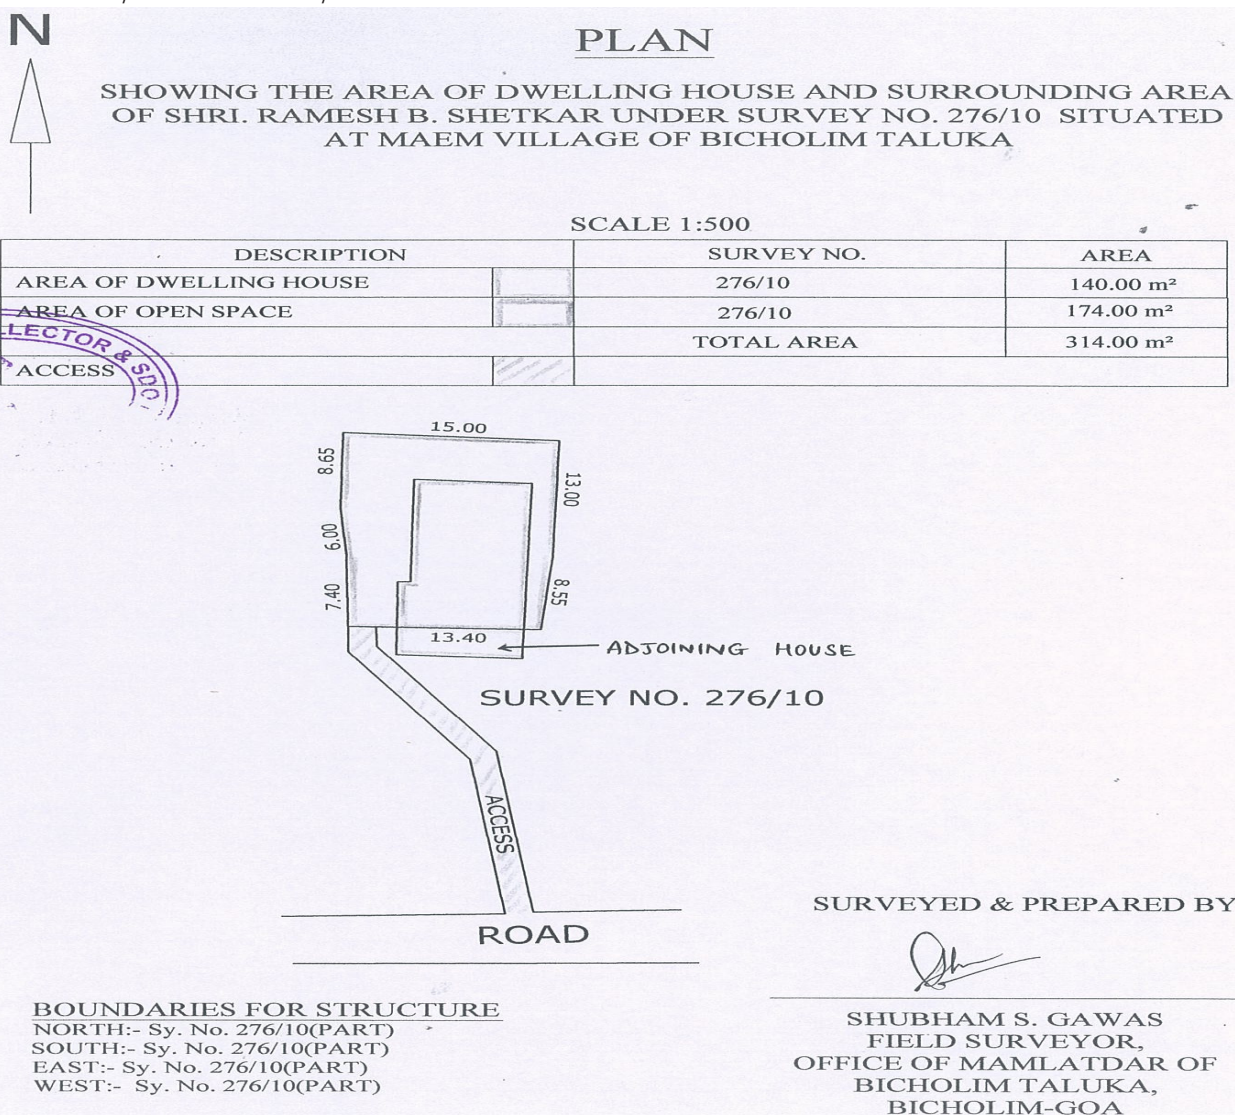 N
PLAN
SHOWING THE AREA OF DWELLING HOUSE AND SURROUNDING AREA
OF SHRI. RAMESH B. SHETKAR UNDER SURVEY NO. 276/10 SITUATED
AT MAEM VILLAGE OF BICHOLIM TALUKA
SCALE 1:500
DESCRIPTION SURVEY NO. AREA
AREA OF DWELLING HOUSE 276/10 140.00 m²
AREA OF OPEN SPACE 276/10 174.00 m²
TOTAL AREA 314.00 m²
ACCESS
LLECTOR & SDO
15.00
8.65
13.00
6.00
7.40
8.55
13.40
ADJOINING HOUSE
SURVEY NO. 276/10
ACCESS
ROAD
SURVEYED & PREPARED BY
BOUNDARIES FOR STRUCTURE
NORTH:- Sy. No. 276/10(PART)
SOUTH:- Sy. No. 276/10(PART)
EAST:- Sy. No. 276/10(PART)
WEST:- Sy. No. 276/10(PART)
SHUBHAM S. GAWAS
FIELD SURVEYOR,
OFFICE OF MAMLATDAR OF
BICHOLIM TALUKA,
BICHOLIM-GOA